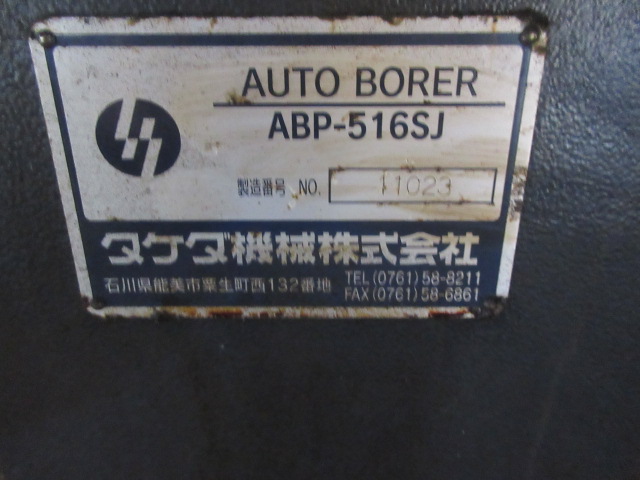 AUTO BORER
ABP-516SJ
製造番号 NO. 11023
タケダ機械株式会社
石川県能美市粟生町西132番地
TEL(0761)58-8211
FAX(0761)58-6861